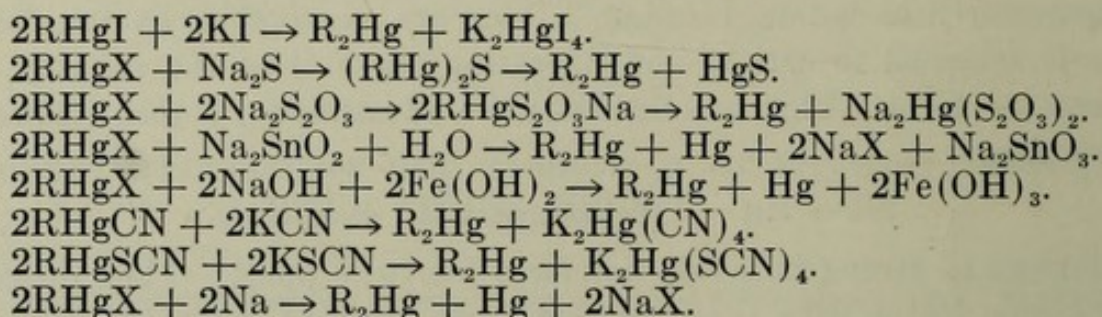 2RHgI + 2KI → R₂Hg + K₂HgI₄.
2RHgX + Na₂S → (RHg)₂S → R₂Hg + HgS.
2RHgX + 2Na₂S₂O₃ → 2RHgS₂O₃Na → R₂Hg + Na₂Hg(S₂O₃)₂.
2RHgX + Na₂SnO₂ + H₂O → R₂Hg + Hg + 2NaX + Na₂SnO₃.
2RHgX + 2NaOH + 2Fe(OH)₂ → R₂Hg + Hg + 2Fe(OH)₃.
2RHgCN + 2KCN → R₂Hg + K₂Hg(CN)₄.
2RHgSCN + 2KSCN → R₂Hg + K₂Hg(SCN)₄.
2RHgX + 2Na → R₂Hg + Hg + 2NaX.